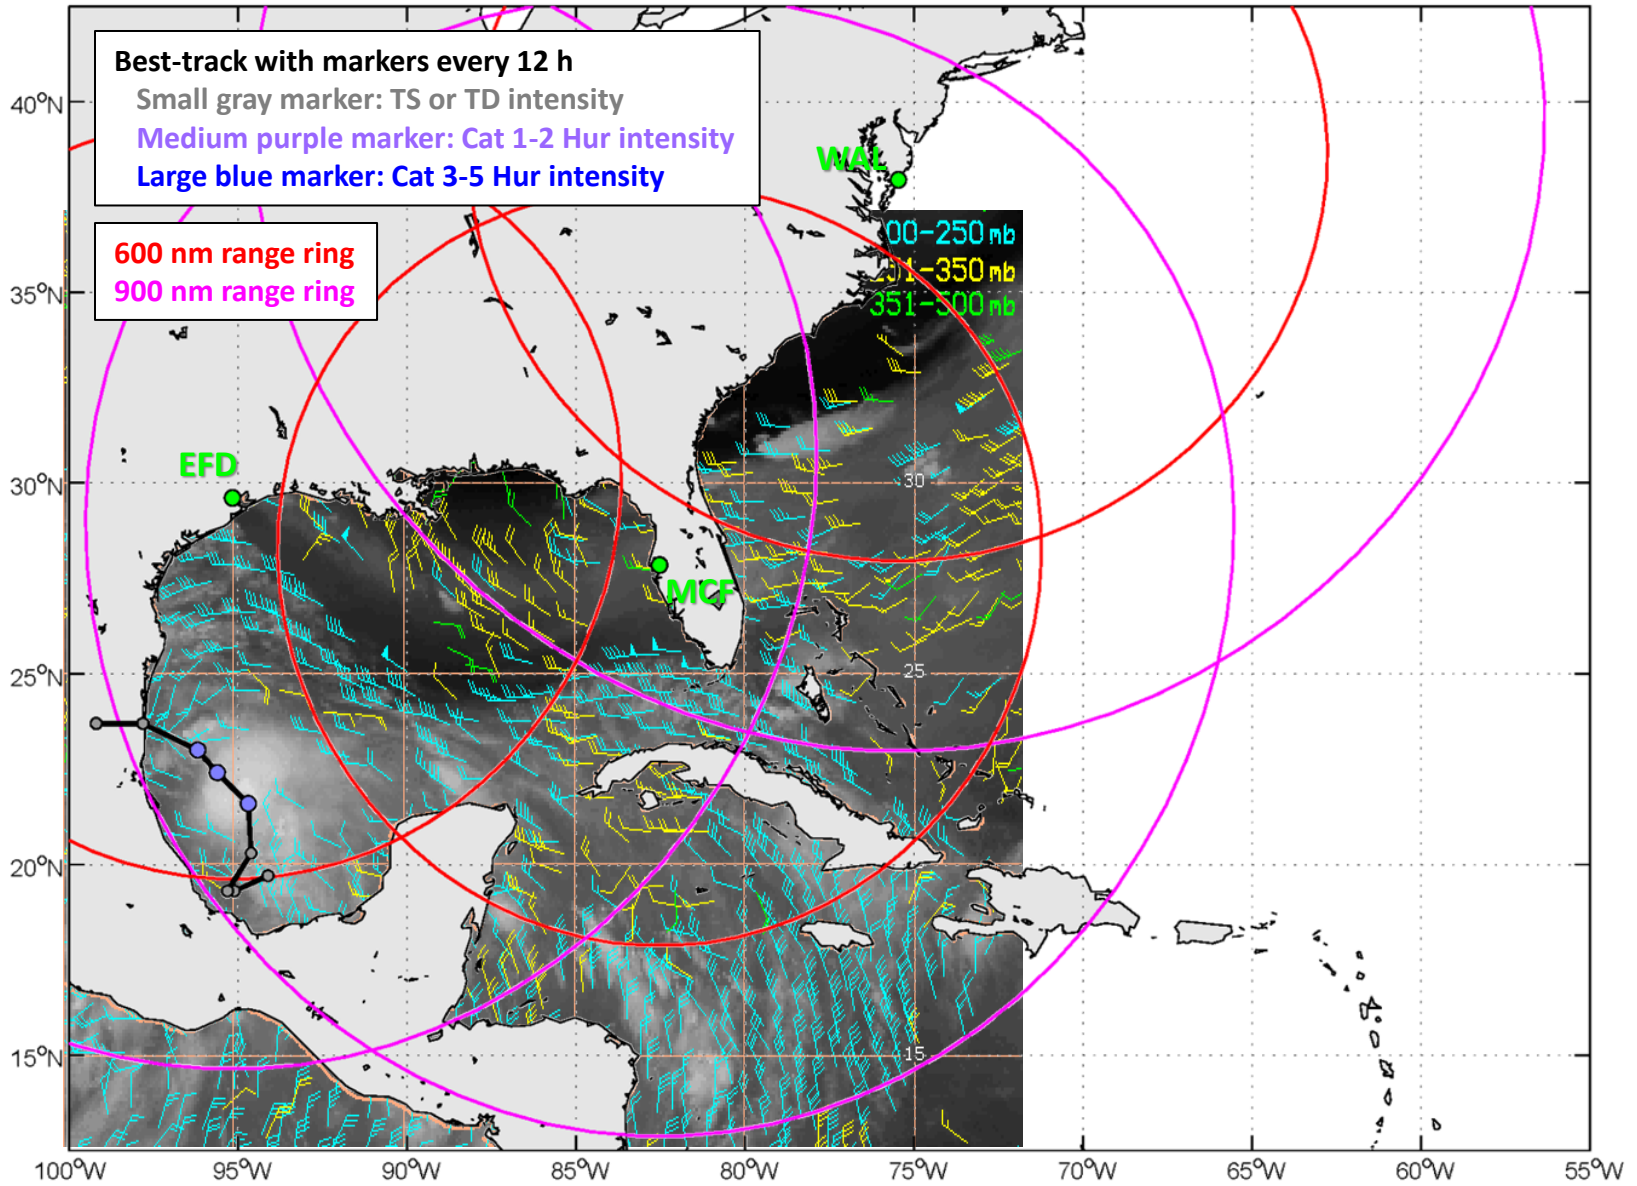 Best-track with markers every 12 h
Small gray marker: TS or TD intensity
Medium purple marker: Cat 1-2 Hur intensity
Large blue marker: Cat 3-5 Hur intensity
600 nm range ring
900 nm range ring
WAL
00-250 mb
1-350 mb
351-500 mb
EFD
MCF
30
25
15
40°N
35°N
30°N
25°N
20°N
15°N
100°W 95°W 90°W 85°W 80°W 75°W 70°W 65°W 60°W 55°W